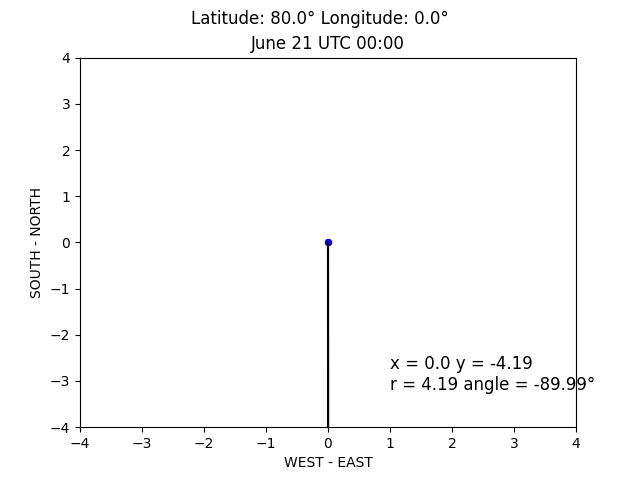 Latitude: 80.0° Longitude: 0.0°
June 21 UTC 00:00
4
3
2
1
0
−1
−2
−3
−4
SOUTH - NORTH
x = 0.0 y = -4.19
r = 4.19 angle = -89.99°
−4 −3 −2 −1 0 1 2 3 4
WEST - EAST